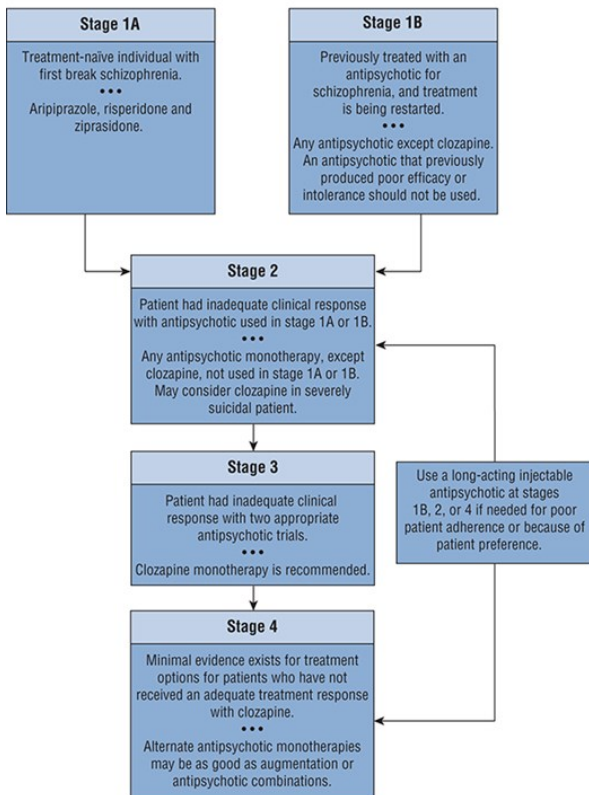 Stage 1A
Treatment-naïve individual with
first break schizophrenia.
•••
Aripiprazole, risperidone and
ziprasidone.
Stage 1B
Previously treated with an
antipsychotic for
schizophrenia, and treatment
is being restarted.
•••
Any antipsychotic except clozapine.
An antipsychotic that previously
produced poor efficacy or
intolerance should not be used.
Stage 2
Patient had inadequate clinical response
with antipsychotic used in stage 1A or 1B.
•••
Any antipsychotic monotherapy, except
clozapine, not used in stage 1A or 1B.
May consider clozapine in severely
suicidal patient.
Stage 3
Patient had inadequate clinical
response with two appropriate
antipsychotic trials.
•••
Clozapine monotherapy is recommended.
Use a long-acting injectable
antipsychotic at stages
1B, 2, or 4 if needed for poor
patient adherence or because of
patient preference.
Stage 4
Minimal evidence exists for treatment
options for patients who have not
received an adequate treatment response
with clozapine.
•••
Alternate antipsychotic monotherapies
may be as good as augmentation or
antipsychotic combinations.